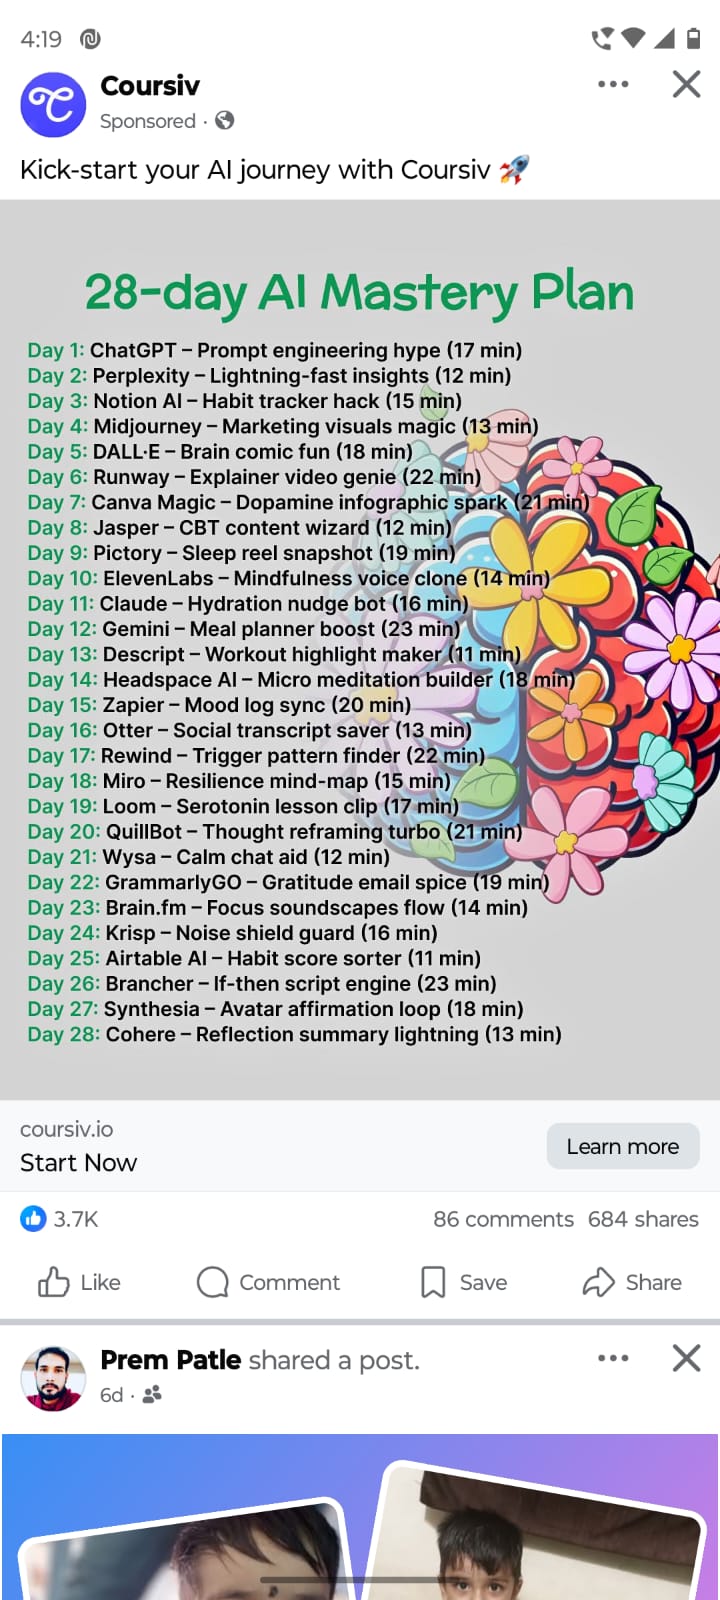 4:19
Coursiv
Sponsored ·
Kick-start your AI journey with Coursiv 🚀
28-day AI Mastery Plan
Day 1: ChatGPT – Prompt engineering hype (17 min)
Day 2: Perplexity – Lightning-fast insights (12 min)
Day 3: Notion AI – Habit tracker hack (15 min)
Day 4: Midjourney – Marketing visuals magic (13 min)
Day 5: DALL·E – Brain comic fun (18 min)
Day 6: Runway – Explainer video genie (22 min)
Day 7: Canva Magic – Dopamine infographic spark (21 min)
Day 8: Jasper – CBT content wizard (12 min)
Day 9: Pictory – Sleep reel snapshot (19 min)
Day 10: ElevenLabs – Mindfulness voice clone (14 min)
Day 11: Claude – Hydration nudge bot (16 min)
Day 12: Gemini – Meal planner boost (23 min)
Day 13: Descript – Workout highlight maker (11 min)
Day 14: Headspace AI – Micro meditation builder (18 min)
Day 15: Zapier – Mood log sync (20 min)
Day 16: Otter – Social transcript saver (13 min)
Day 17: Rewind – Trigger pattern finder (22 min)
Day 18: Miro – Resilience mind-map (15 min)
Day 19: Loom – Serotonin lesson clip (17 min)
Day 20: QuillBot – Thought reframing turbo (21 min)
Day 21: Wysa – Calm chat aid (12 min)
Day 22: GrammarlyGO – Gratitude email spice (19 min)
Day 23: Brain.fm – Focus soundscapes flow (14 min)
Day 24: Krisp – Noise shield guard (16 min)
Day 25: Airtable AI – Habit score sorter (11 min)
Day 26: Brancher – If-then script engine (23 min)
Day 27: Synthesia – Avatar affirmation loop (18 min)
Day 28: Cohere – Reflection summary lightning (13 min)
coursiv.io
Start Now
Learn more
3.7K
86 comments 684 shares
Like
Comment
Save
Share
Prem Patle shared a post.
6d ·